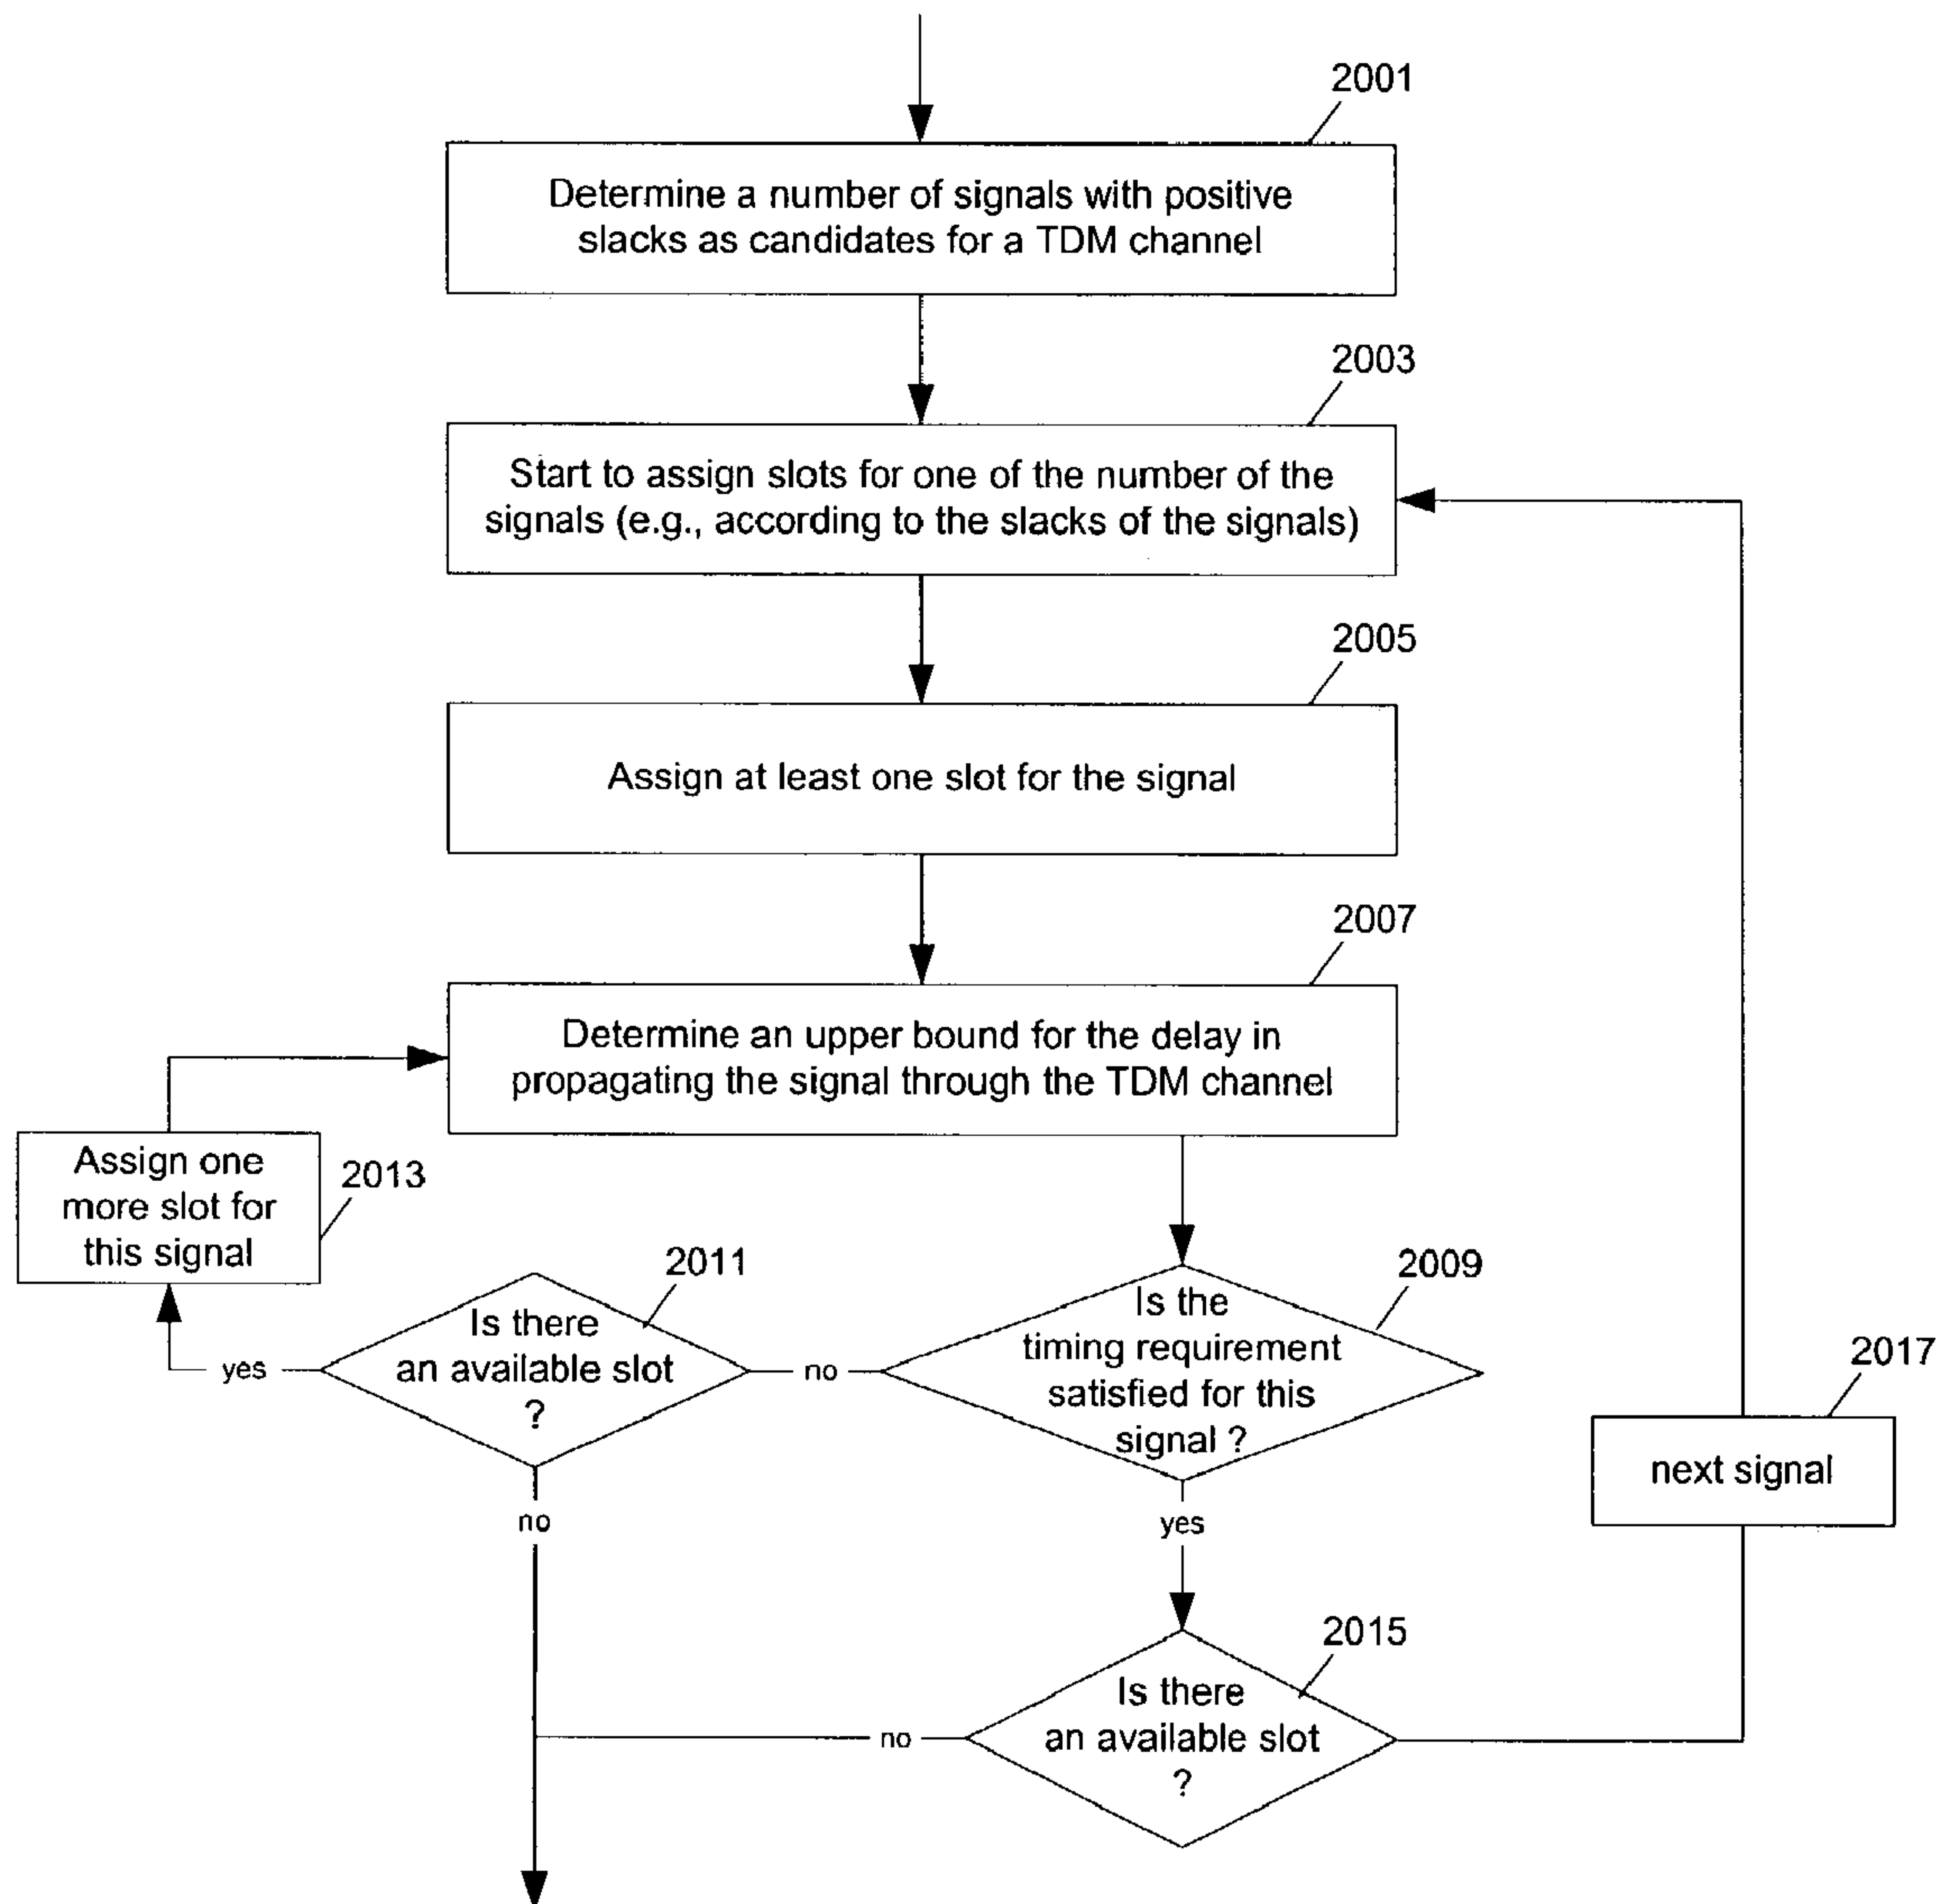 2001
Determine a number of signals with positive
slacks as candidates for a TDM channel
2003
Start to assign slots for one of the number of the
signals (e.g., according to the slacks of the signals)
2005
Assign at least one slot for the signal
2007
Determine an upper bound for the delay in
propagating the signal through the TDM channel
Assign one
more slot for
this signal
2013
2011
Is there
an available slot
?
yes
no
no
2009
Is the
timing requirement
satisfied for this
signal ?
yes
2017
next signal
2015
Is there
an available slot
?
no